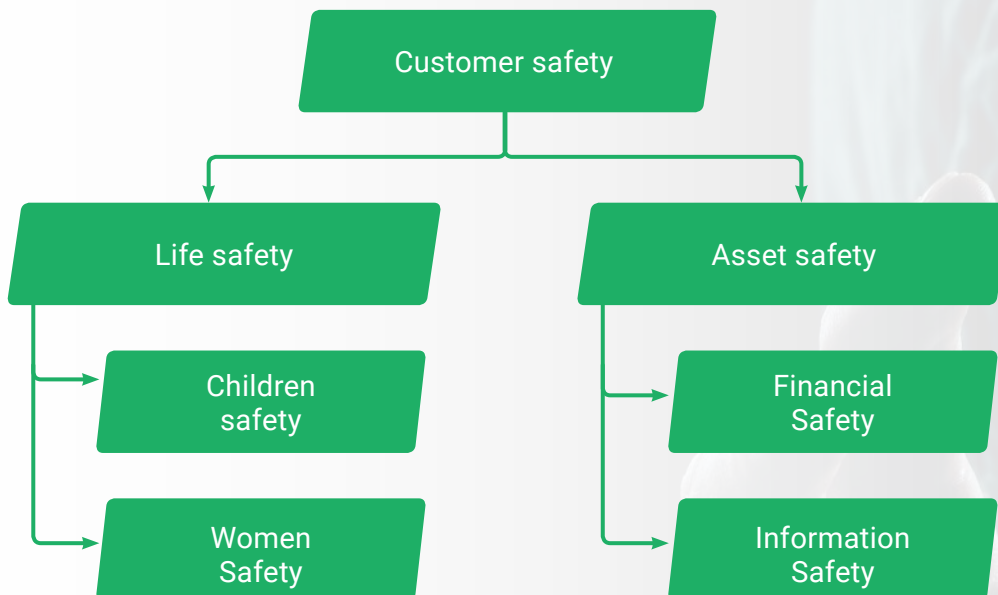 Customer safety
Life safety
Asset safety
Children
safety
Financial
Safety
Women
Safety
Information
Safety